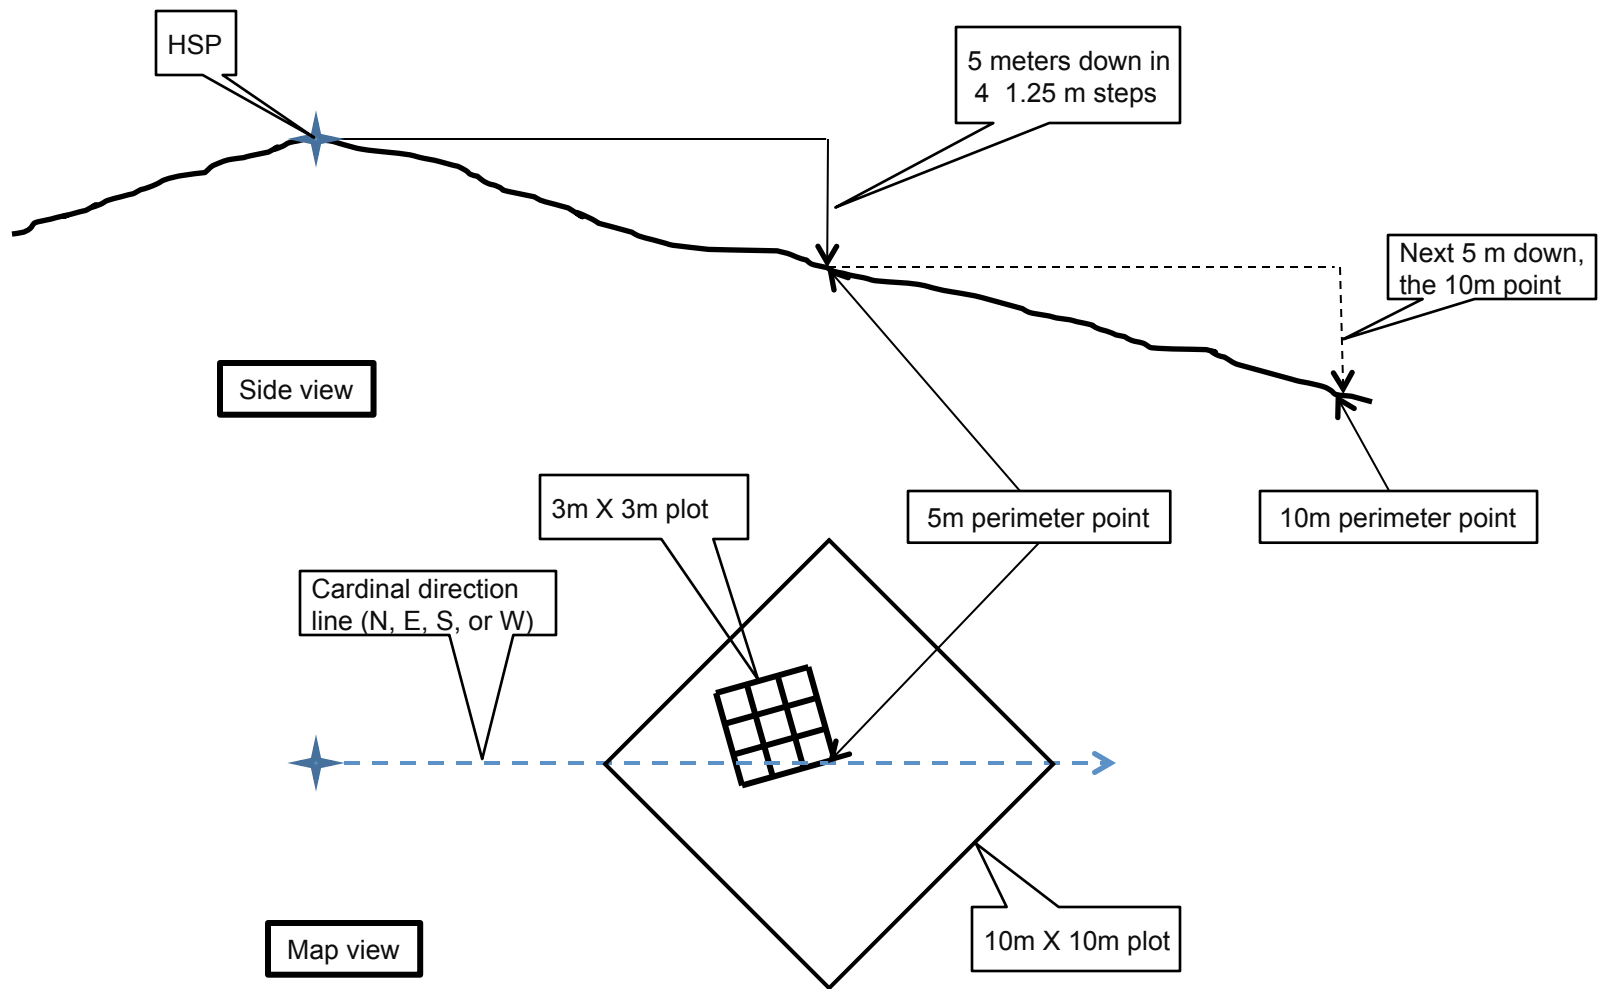 HSP
5 meters down in
4 1.25 m steps
Next 5 m down,
the 10m point
Side view
3m X 3m plot
5m perimeter point
10m perimeter point
Cardinal direction
line (N, E, S, or W)
10m X 10m plot
Map view